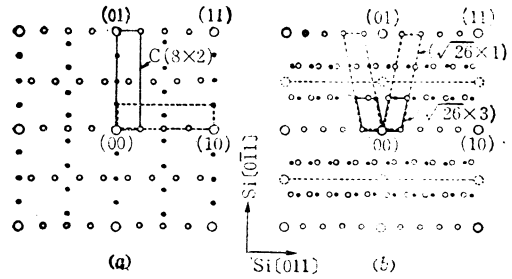 (01) (11) (01) (11)
C(8×2)
(√26×1)
√26×3
(00) (10) (00) (10)
Si[01̄1]
Si[011]
(a) (b)